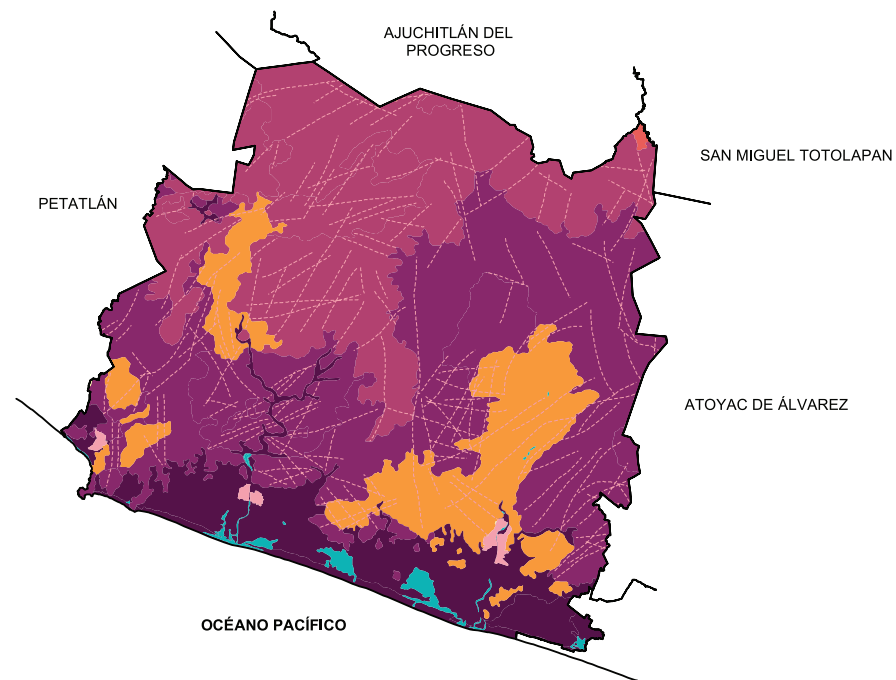 AJUCHITLÁN DEL
PROGRESO
SAN MIGUEL TOTOLAPAN
PETATLÁN
ATOYAC DE ÁLVAREZ
OCÉANO PACÍFICO